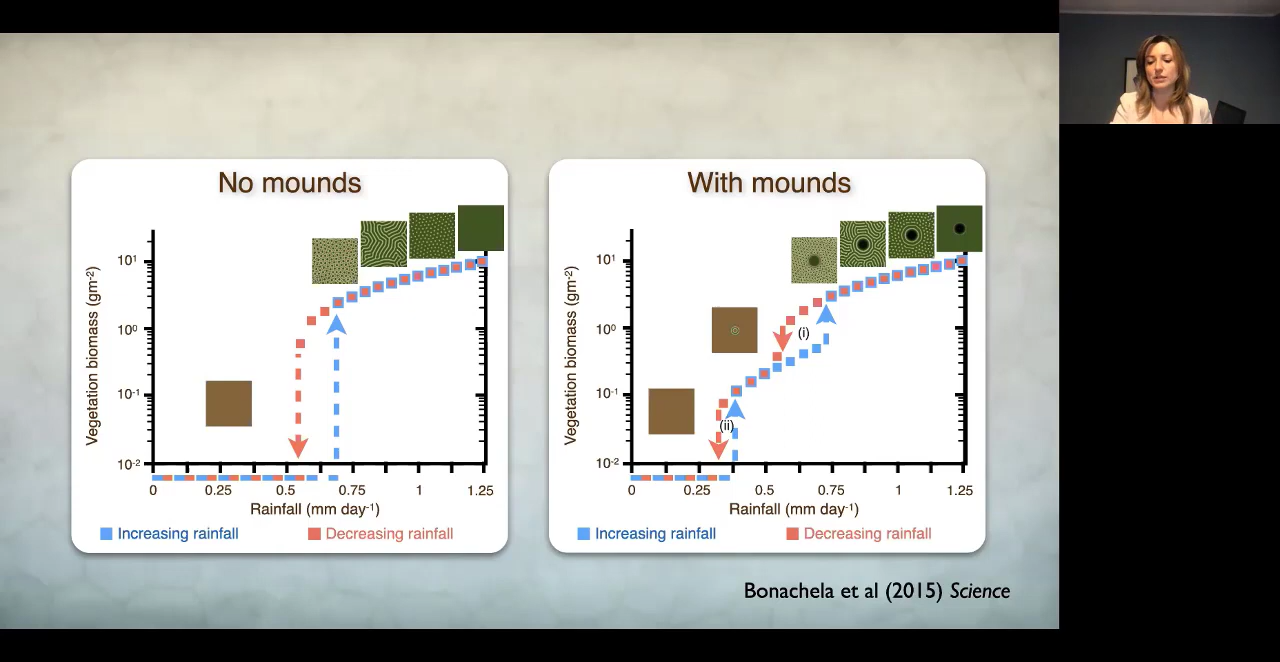 No mounds
Vegetation biomass (gm-2)
10¹
10⁰
10-1
10-2
0 0.25 0.5 0.75 1 1.25
Rainfall (mm day-1)
Increasing rainfall Decreasing rainfall
With mounds
Vegetation biomass (gm-2)
10¹
10⁰
10-1
10-2
(i)
(ii)
0 0.25 0.5 0.75 1 1.25
Rainfall (mm day-1)
Increasing rainfall Decreasing rainfall
Bonachela et al (2015) Science